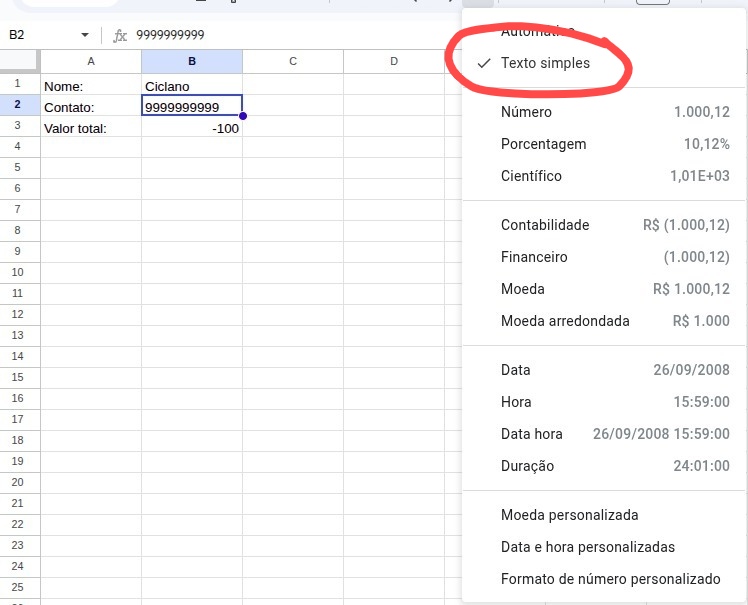 B2 fx 9999999999
Automático
Texto simples
A B C D
1 Nome: Ciclano
2 Contato: 9999999999
3 Valor total: -100
4
5
6
7
8
9
10
11
12
13
14
15
16
17
18
19
20
21
22
23
24
25
Número 1.000,12
Porcentagem 10,12%
Científico 1,01E+03
Contabilidade R$ (1.000,12)
Financeiro (1.000,12)
Moeda R$ 1.000,12
Moeda arredondada R$ 1.000
Data 26/09/2008
Hora 15:59:00
Data hora 26/09/2008 15:59:00
Duração 24:01:00
Moeda personalizada
Data e hora personalizadas
Formato de número personalizado